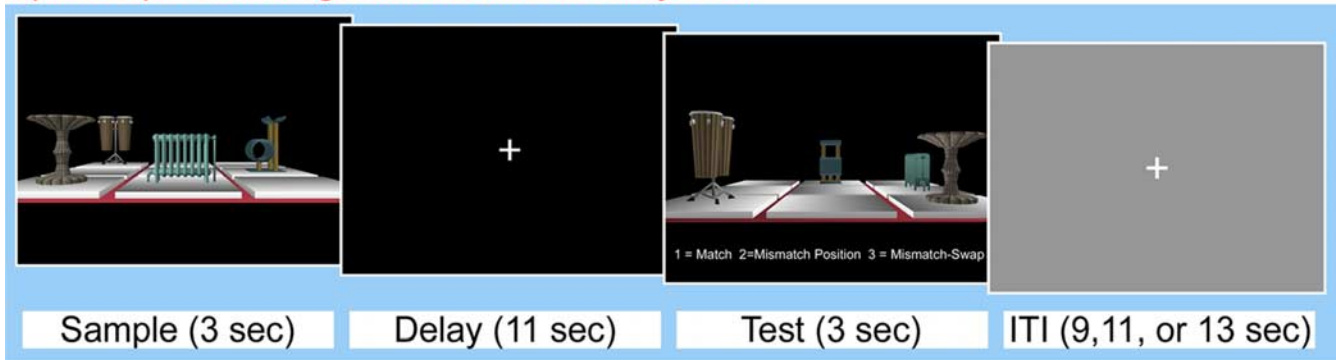 1 = Match 2=Mismatch Position 3 = Mismatch-Swap
Sample (3 sec)
Delay (11 sec)
Test (3 sec)
ITI (9,11, or 13 sec)